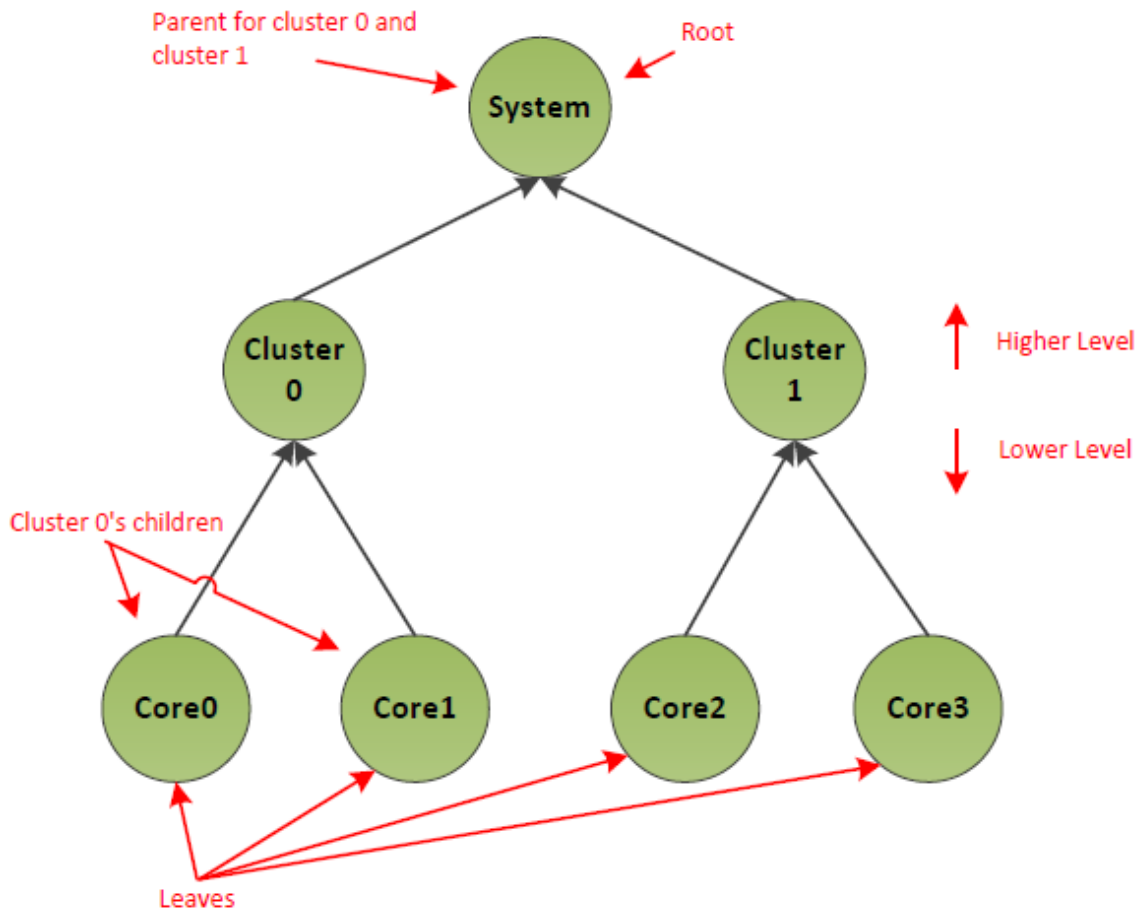 Parent for cluster 0 and
cluster 1
Root
System
Cluster
0
Cluster
1
Higher Level
Lower Level
Cluster 0's children
Core0
Core1
Core2
Core3
Leaves